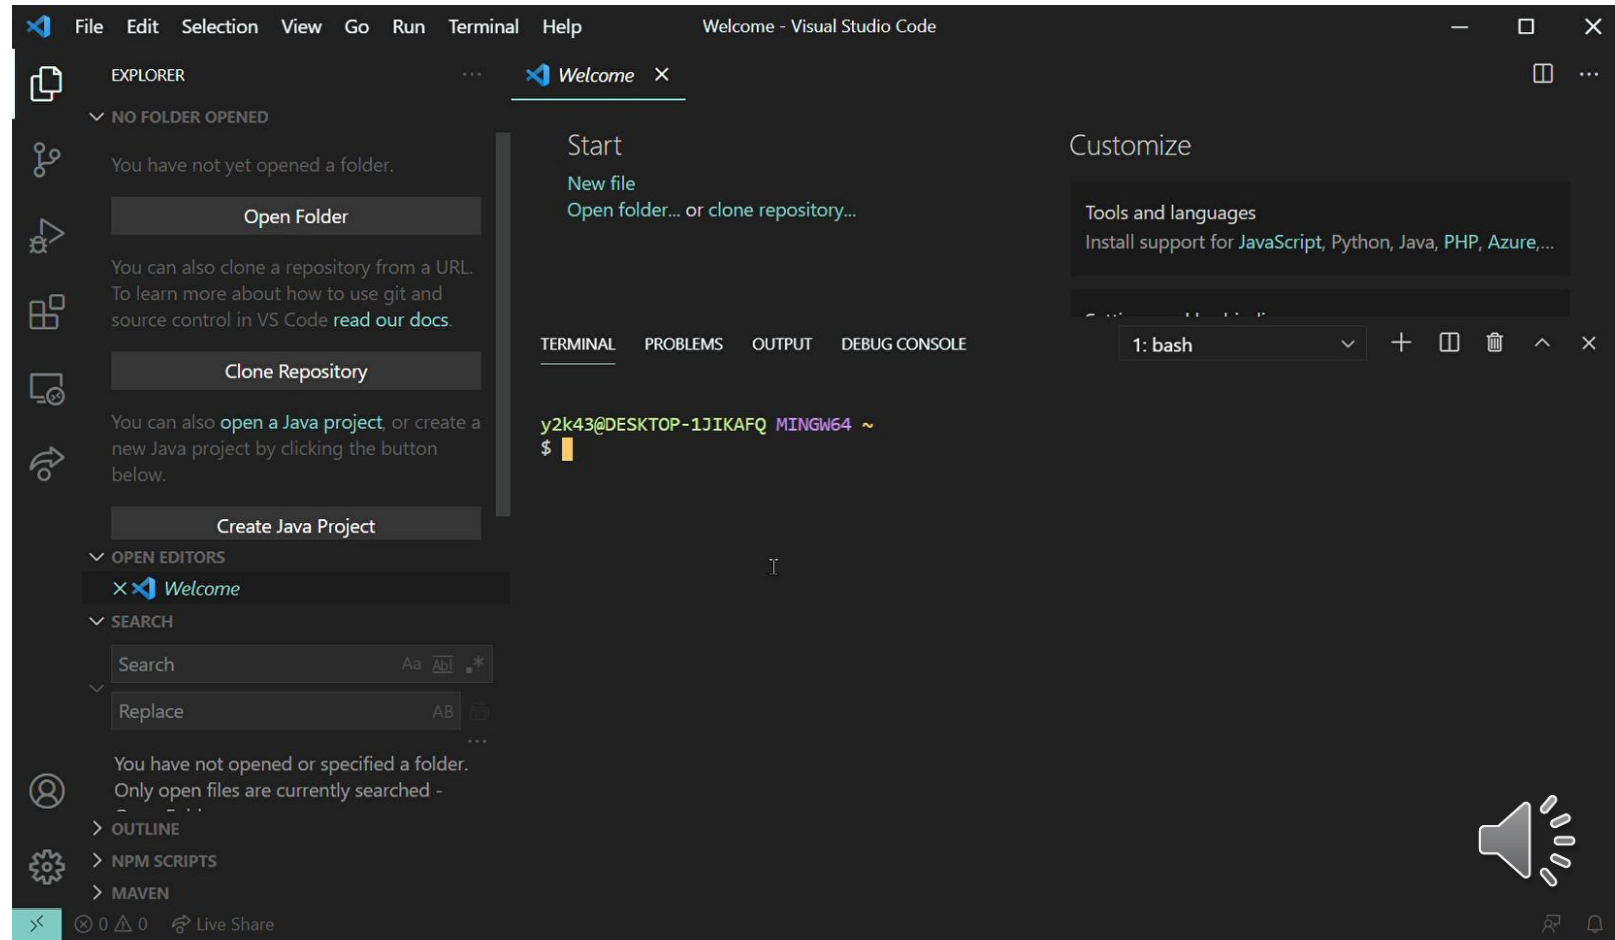 File Edit Selection View Go Run Terminal Help
Welcome - Visual Studio Code
EXPLORER
NO FOLDER OPENED
You have not yet opened a folder.
Open Folder
You can also clone a repository from a URL.
To learn more about how to use git and
source control in VS Code read our docs.
Clone Repository
You can also open a Java project, or create a
new Java project by clicking the button
below.
Create Java Project
OPEN EDITORS
Welcome
SEARCH
Search
Aa Abl .*
Replace
AB
You have not opened or specified a folder.
Only open files are currently searched -
OUTLINE
NPM SCRIPTS
MAVEN
Welcome
Start
New file
Open folder... or clone repository...
Customize
Tools and languages
Install support for JavaScript, Python, Java, PHP, Azure,...
TERMINAL PROBLEMS OUTPUT DEBUG CONSOLE
1: bash
y2k43@DESKTOP-1JIKAFQ MINGW64 ~
$
0 0 Live Share